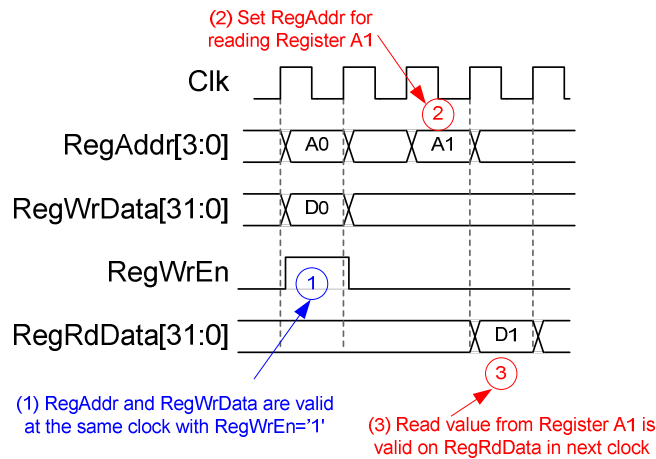 (2) Set RegAddr for
reading Register A1
Clk
2
RegAddr[3:0]
A0
A1
RegWrData[31:0]
D0
RegWrEn
1
RegRdData[31:0]
D1
3
(1) RegAddr and RegWrData are valid
at the same clock with RegWrEn='1'
(3) Read value from Register A1 is
valid on RegRdData in next clock